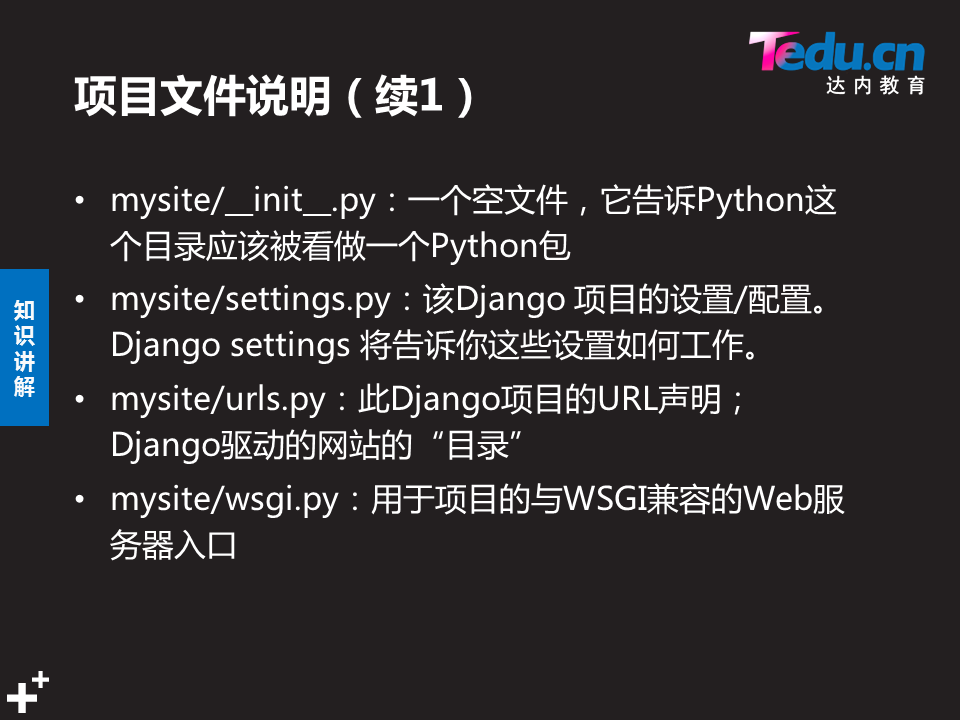 Tedu.cn
达内教育
项目文件说明（续1）
• mysite/__init__.py：一个空文件，它告诉Python这
个目录应该被看做一个Python包
• mysite/settings.py：该Django 项目的设置/配置。
Django settings 将告诉你这些设置如何工作。
• mysite/urls.py：此Django项目的URL声明；
Django驱动的网站的“目录”
• mysite/wsgi.py：用于项目的与WSGI兼容的Web服
务器入口
知
识
讲
解